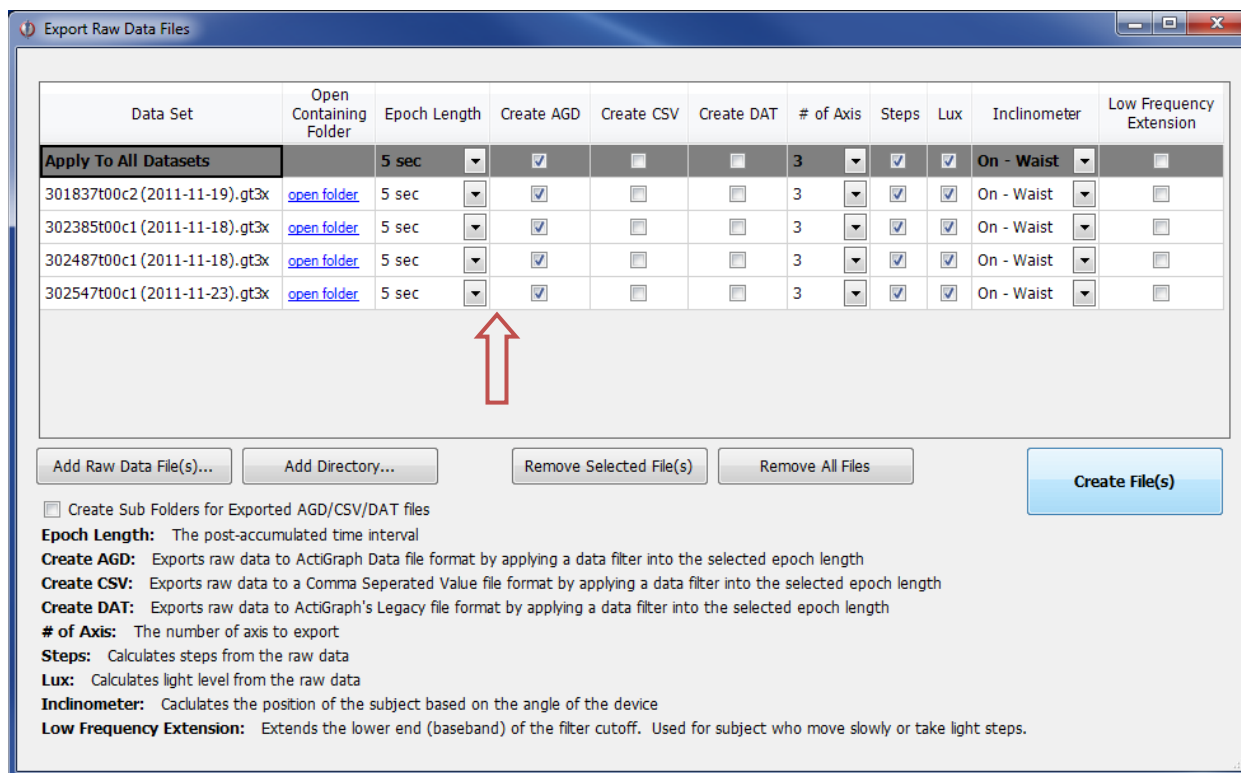 Export Raw Data Files
Data Set Open Containing Folder Epoch Length Create AGD Create CSV Create DAT # of Axis Steps Lux Inclinometer Low Frequency Extension
Apply To All Datasets 5 sec 3 On - Waist
301837t00c2 (2011-11-19).gt3x open folder 5 sec 3 On - Waist
302385t00c1 (2011-11-18).gt3x open folder 5 sec 3 On - Waist
302487t00c1 (2011-11-18).gt3x open folder 5 sec 3 On - Waist
302547t00c1 (2011-11-23).gt3x open folder 5 sec 3 On - Waist
Add Raw Data File(s)... Add Directory... Remove Selected File(s) Remove All Files Create File(s)
Create Sub Folders for Exported AGD/CSV/DAT files
Epoch Length: The post-accumulated time interval
Create AGD: Exports raw data to ActiGraph Data file format by applying a data filter into the selected epoch length
Create CSV: Exports raw data to a Comma Seperated Value file format by applying a data filter into the selected epoch length
Create DAT: Exports raw data to ActiGraph's Legacy file format by applying a data filter into the selected epoch length
# of Axis: The number of axis to export
Steps: Calculates steps from the raw data
Lux: Calculates light level from the raw data
Inclinometer: Caclulates the position of the subject based on the angle of the device
Low Frequency Extension: Extends the lower end (baseband) of the filter cutoff. Used for subject who move slowly or take light steps.